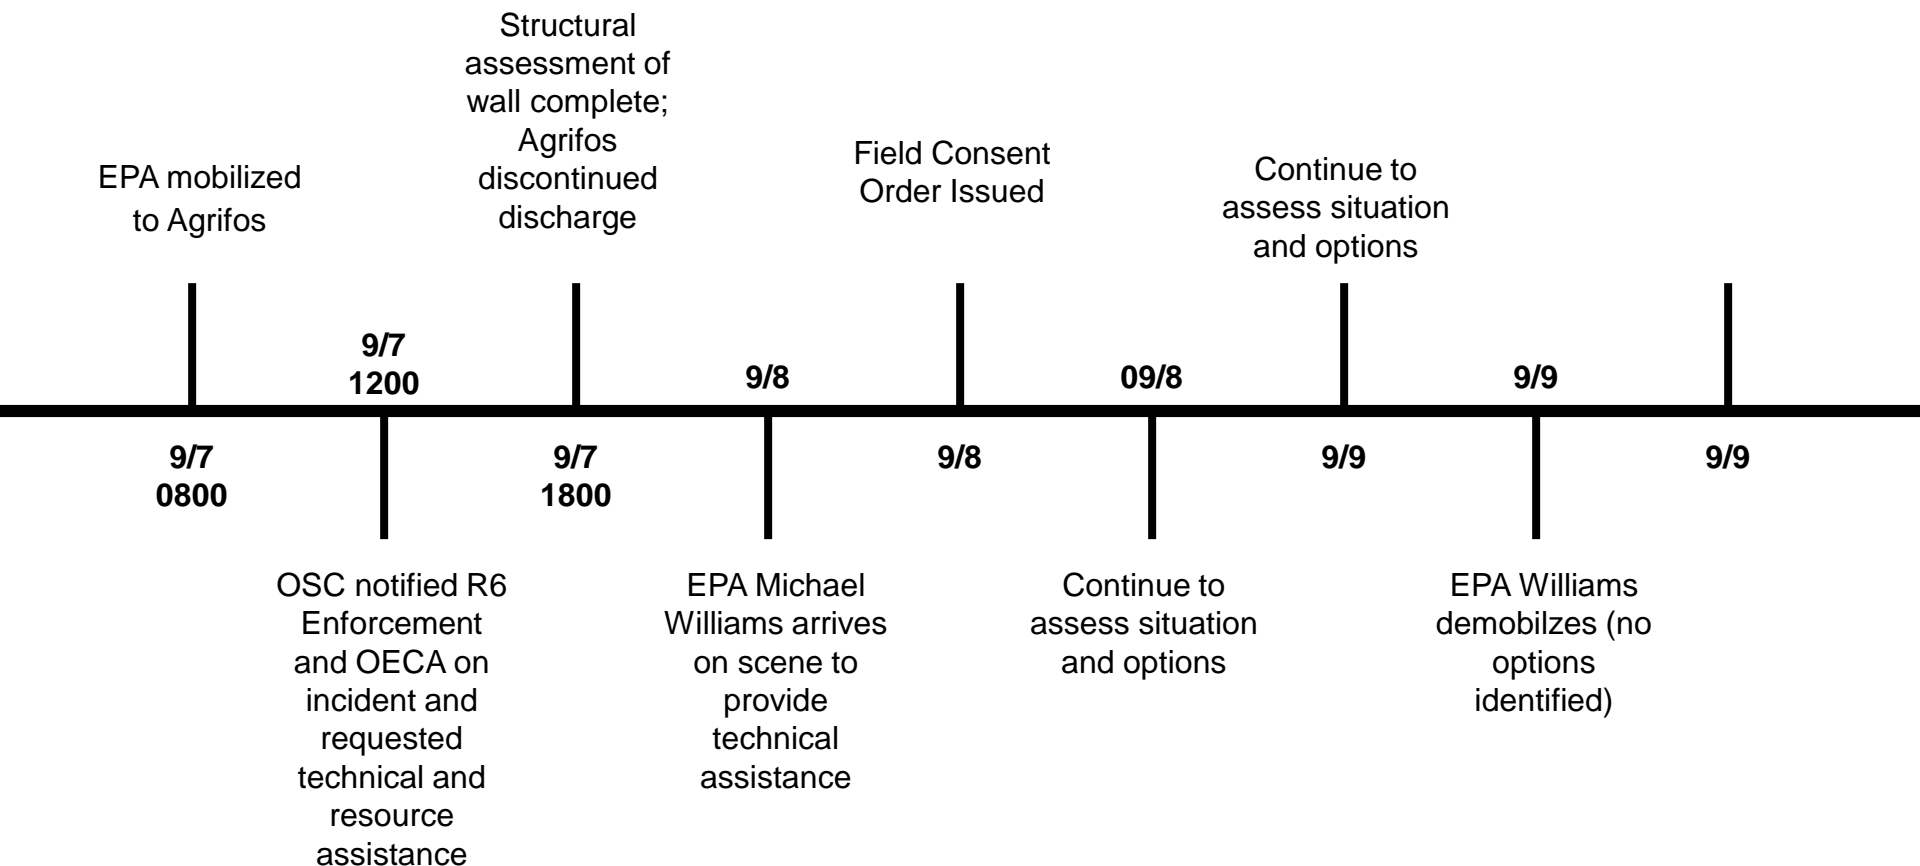 EPA mobilized
to Agrifos
9/7
0800
9/7
1200
OSC notified R6
Enforcement
and OECA on
incident and
requested
technical and
resource
assistance
Structural
assessment of
wall complete;
Agrifos
discontinued
discharge
9/7
1800
9/8
EPA Michael
Williams arrives
on scene to
provide
technical
assistance
Field Consent
Order Issued
9/8
09/8
Continue to
assess situation
and options
Continue to
assess situation
and options
9/9
9/9
EPA Williams
demobilzes (no
options
identified)
9/9